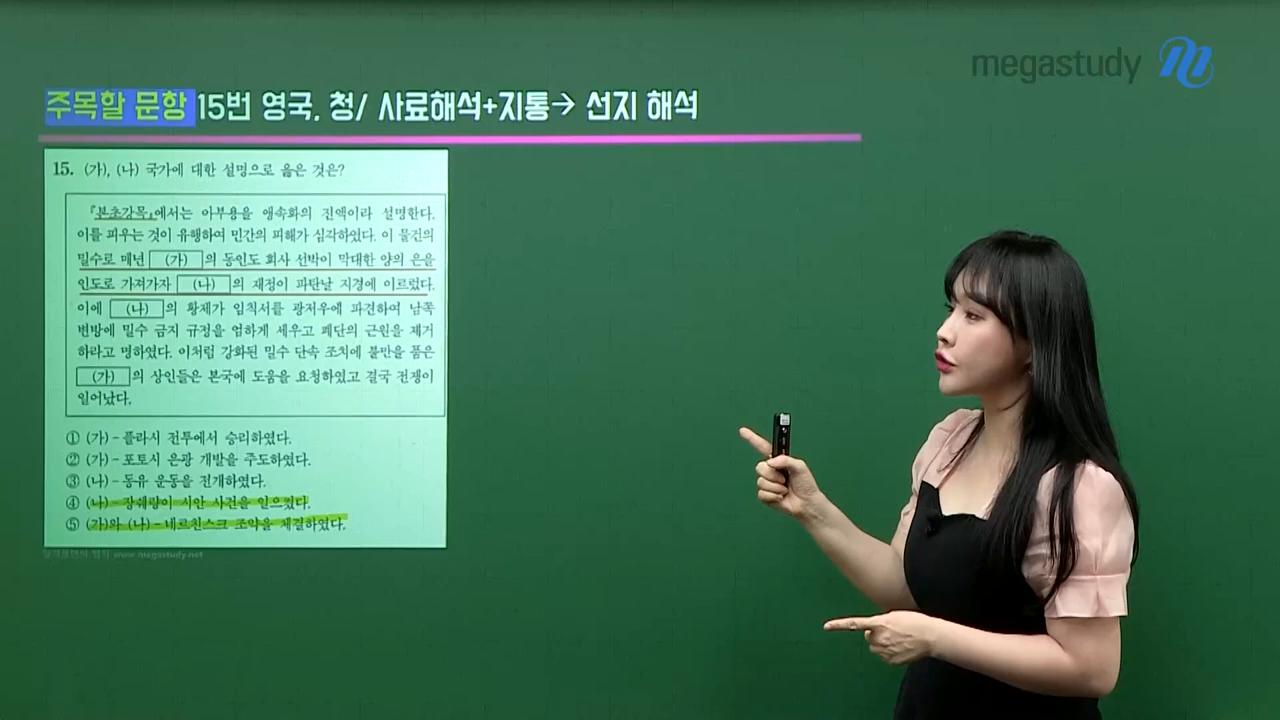 megastudy
주목할 문항 15번 영국, 청/ 사료해석+지통→ 선지 해석
15. (가), (나) 국가에 대한 설명으로 옳은 것은?
『본초강목』에서는 아부용을 앵속화의 진액이라 설명한다.
이를 피우는 것이 유행하여 민간의 피해가 심각하였다. 이 물건의
밀수로 매년 (가) 의 동인도 회사 선박이 막대한 양의 은을
인도로 가져가자 (나) 의 재정이 파탄날 지경에 이르렀다.
이에 (나) 의 황제가 임칙서를 광저우에 파견하여 남쪽
변방에 밀수 금지 규정을 엄하게 세우고 폐단의 근원을 제거
하라고 명하였다. 이처럼 강화된 밀수 단속 조치에 불만을 품은
(가) 의 상인들은 본국에 도움을 요청하였고 결국 전쟁이
일어났다.
① (가) - 플라시 전투에서 승리하였다.
② (가) - 포토시 은광 개발을 주도하였다.
③ (나) - 동유 운동을 전개하였다.
④ (나) - 장쉐량이 시안 사건을 일으켰다.
⑤ (가)와 (나) - 네르친스크 조약을 체결하였다.
www.megastudy.net